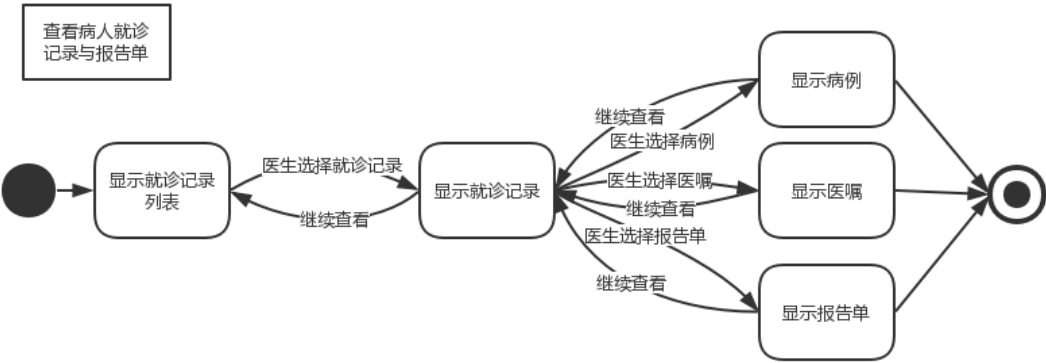 查看病人就诊
记录与报告单
显示就诊记录
列表
医生选择就诊记录
继续查看
显示就诊记录
继续查看
医生选择病例
医生选择医嘱
继续查看
医生选择报告单
继续查看
显示病例
显示医嘱
显示报告单